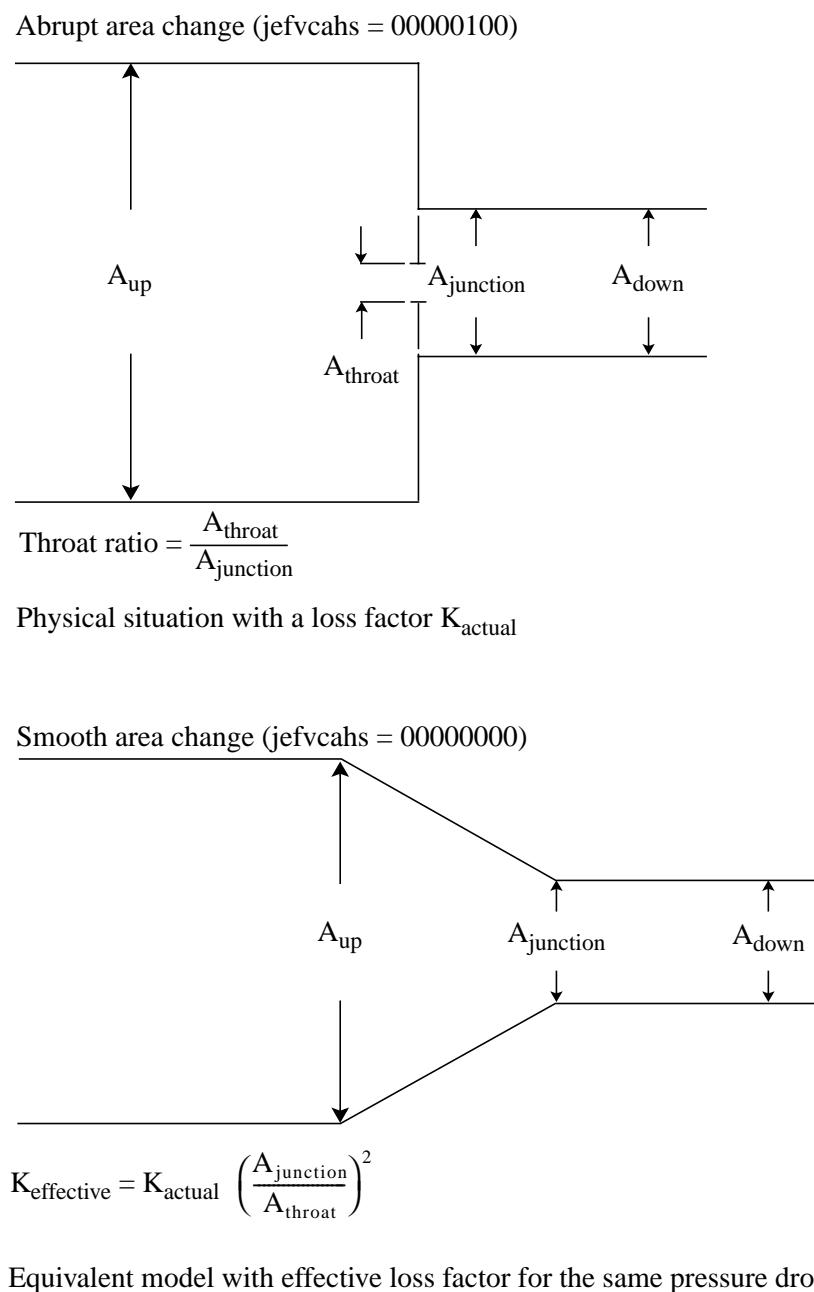 Abrupt area change (jefvcahs = 00000100)
A_up
A_junction
A_down
A_throat
Throat ratio = A_throat / A_junction
Physical situation with a loss factor K_actual
Smooth area change (jefvcahs = 00000000)
A_up
A_junction
A_down
K_effective = K_actual (A_junction / A_throat)^2
Equivalent model with effective loss factor for the same pressure dro